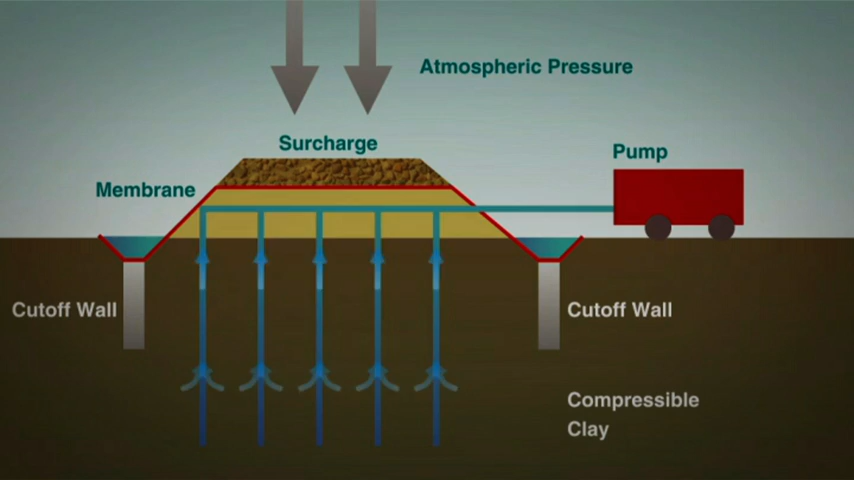 Atmospheric Pressure
Surcharge
Pump
Membrane
Cutoff Wall
Cutoff Wall
Compressible
Clay